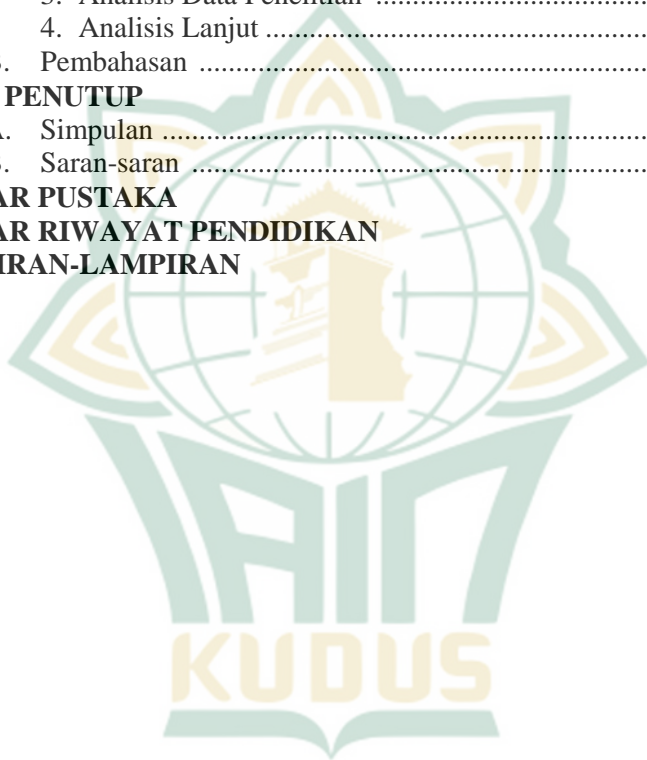 3. Analisis Data Penelitian ........................................
4. Analisis Lanjut .......................................................
B. Pembahasan .................................................................
PENUTUP
A. Simpulan ......................................................................
B. Saran-saran ..................................................................
AR PUSTAKA
AR RIWAYAT PENDIDIKAN
IRAN-LAMPIRAN
IAIN
KUDUS